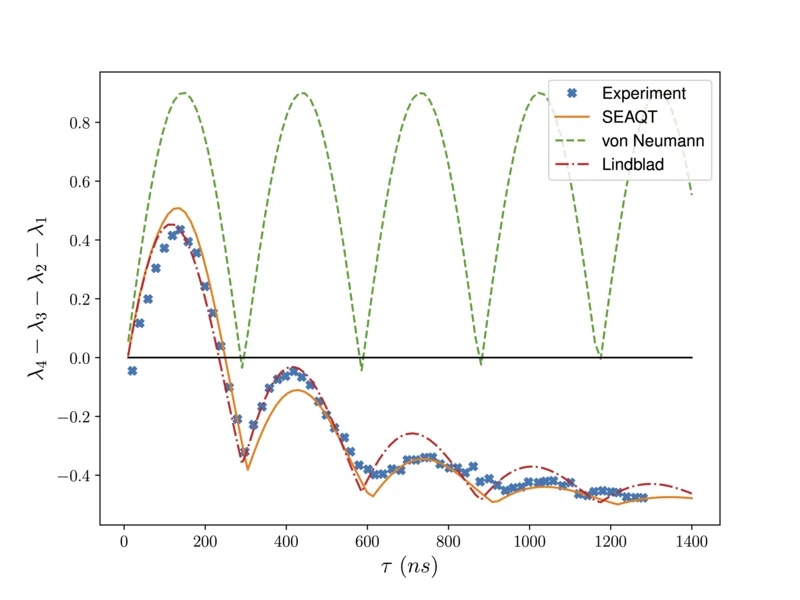 Experiment
SEAQT
von Neumann
Lindblad
0.8
0.6
0.4
0.2
0.0
−0.2
−0.4
λ₄ − λ₃ − λ₂ − λ₁
0 200 400 600 800 1000 1200 1400
τ (ns)